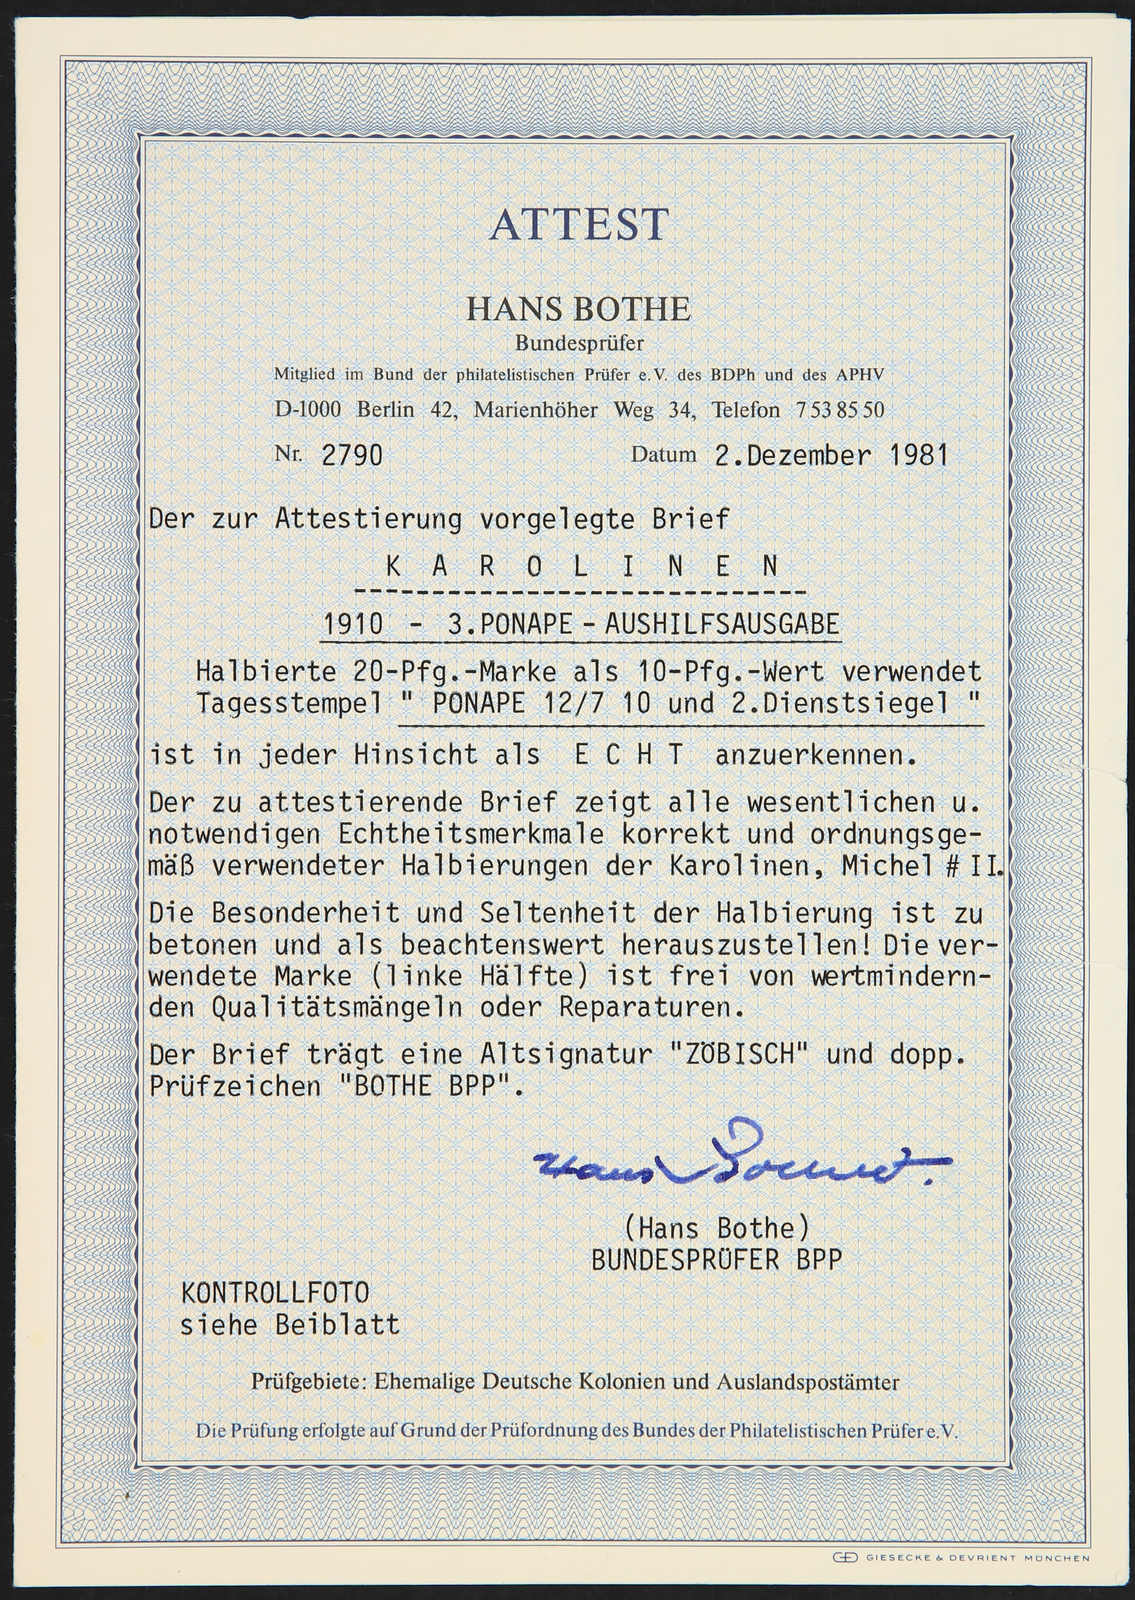 ATTEST
HANS BOTHE
Bundesprüfer
Mitglied im Bund der philatelistischen Prüfer e.V. des BDPh und des APHV
D-1000 Berlin 42, Marienhöher Weg 34, Telefon 7 53 85 50
Nr. 2790 Datum 2.Dezember 1981
Der zur Attestierung vorgelegte Brief
K A R O L I N E N
1910 - 3.PONAPE - AUSHILFSAUSGABE
Halbierte 20-Pfg.-Marke als 10-Pfg.-Wert verwendet
Tagesstempel " PONAPE 12/7 10 und 2.Dienstsiegel "
ist in jeder Hinsicht als E C H T anzuerkennen.
Der zu attestierende Brief zeigt alle wesentlichen u.
notwendigen Echtheitsmerkmale korrekt und ordnungsge-
mäß verwendeter Halbierungen der Karolinen, Michel # II.
Die Besonderheit und Seltenheit der Halbierung ist zu
betonen und als beachtenswert herauszustellen! Die ver-
wendete Marke (linke Hälfte) ist frei von wertmindern-
den Qualitätsmängeln oder Reparaturen.
Der Brief trägt eine Altsignatur "ZÖBISCH" und dopp.
Prüfzeichen "BOTHE BPP".
Hans Bothe
(Hans Bothe)
BUNDESPRÜFER BPP
KONTROLLFOTO
siehe Beiblatt
Prüfgebiete: Ehemalige Deutsche Kolonien und Auslandspostämter
Die Prüfung erfolgte auf Grund der Prüfordnung des Bundes der Philatelistischen Prüfer e.V.
GIESECKE & DEVRIENT MÜNCHEN